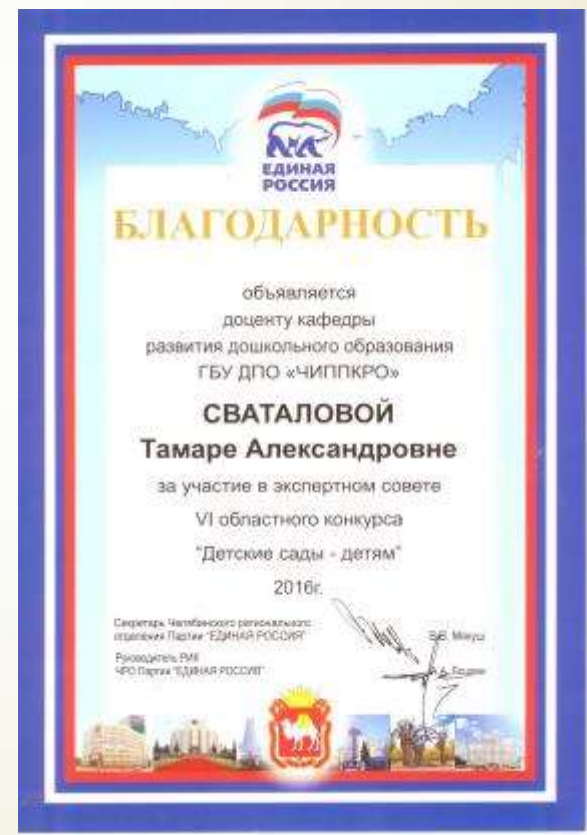 ЕДИНАЯ
РОССИЯ
БЛАГОДАРНОСТЬ
объявляется
доценту кафедры
развития дошкольного образования
ГБУ ДПО «ЧИППКРО»
СВАТАЛОВОЙ
Тамаре Александровне
за участие в экспертном совете
VI областного конкурса
"Детские сады - детям"
2016г.
Секретарь Челябинского регионального
отделения Партии "ЕДИНАЯ РОССИЯ"
В.В. Мякуш
Руководитель РИК
ЧРО Партии "ЕДИНАЯ РОССИЯ"